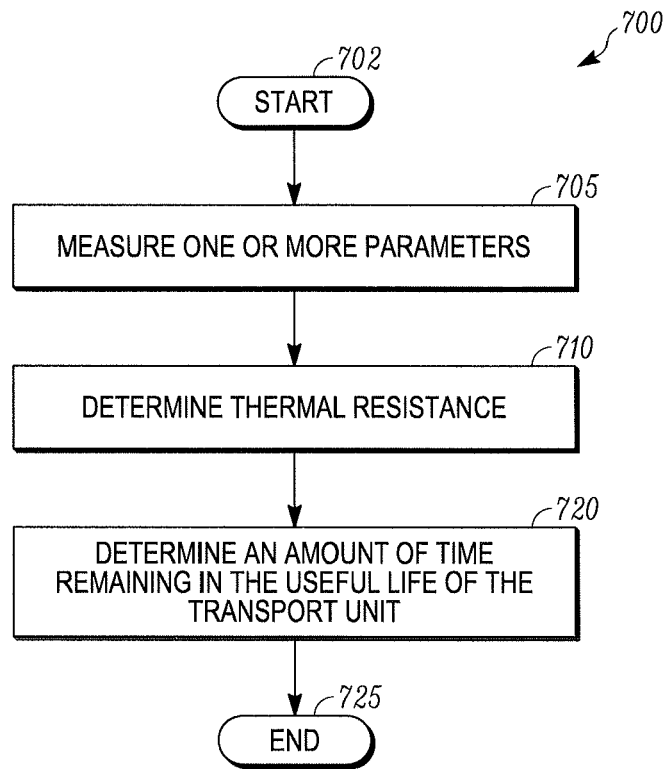 700
702
START
705
MEASURE ONE OR MORE PARAMETERS
710
DETERMINE THERMAL RESISTANCE
720
DETERMINE AN AMOUNT OF TIME
REMAINING IN THE USEFUL LIFE OF THE
TRANSPORT UNIT
725
END